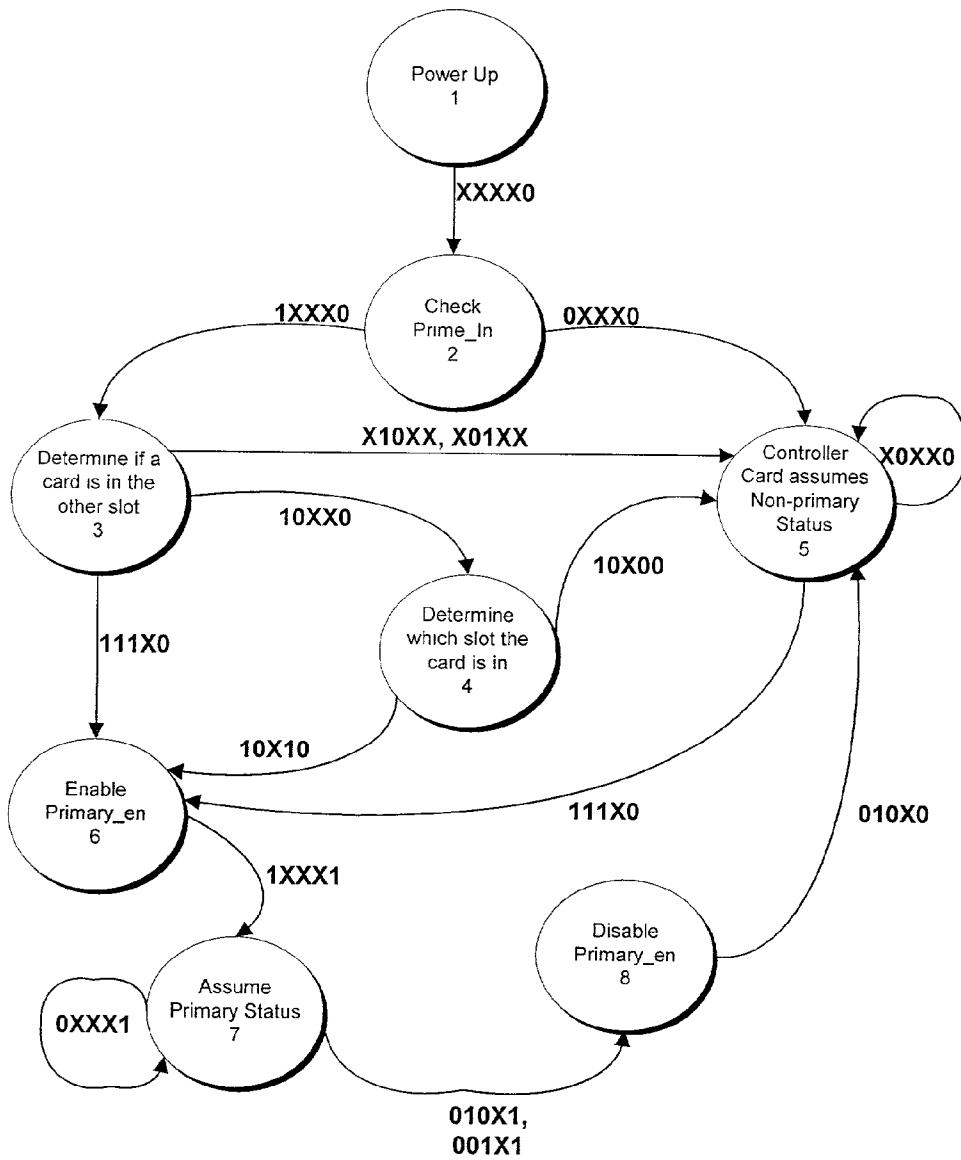 Power Up
1
XXXX0
Check
Prime_In
2
1XXX0
0XXX0
Determine if a
card is in the
other slot
3
X10XX, X01XX
Controller
Card assumes
Non-primary
Status
5
X0XX0
10XX0
10X00
Determine
which slot the
card is in
4
111X0
10X10
Enable
Primary_en
6
111X0
010X0
1XXX1
Disable
Primary_en
8
Assume
Primary Status
7
0XXX1
010X1,
001X1